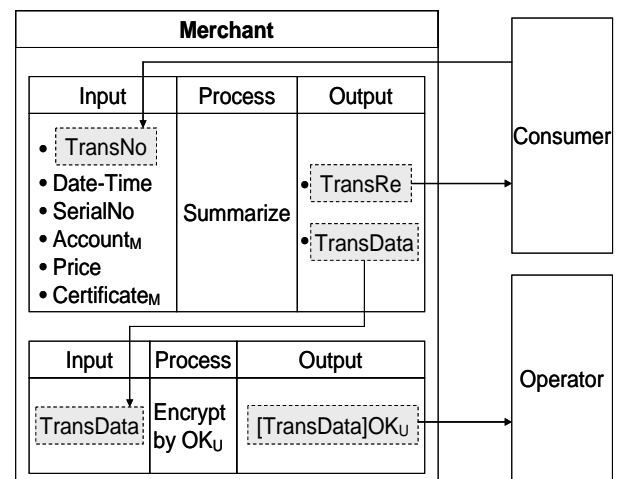 Merchant
Input Process Output
• TransNo
• Date-Time
• SerialNo
• AccountM
• Price
• CertificateM
Summarize
• TransRe
• TransData
Input Process Output
TransData
Encrypt
by OKU
[TransData]OKU
Consumer
Operator